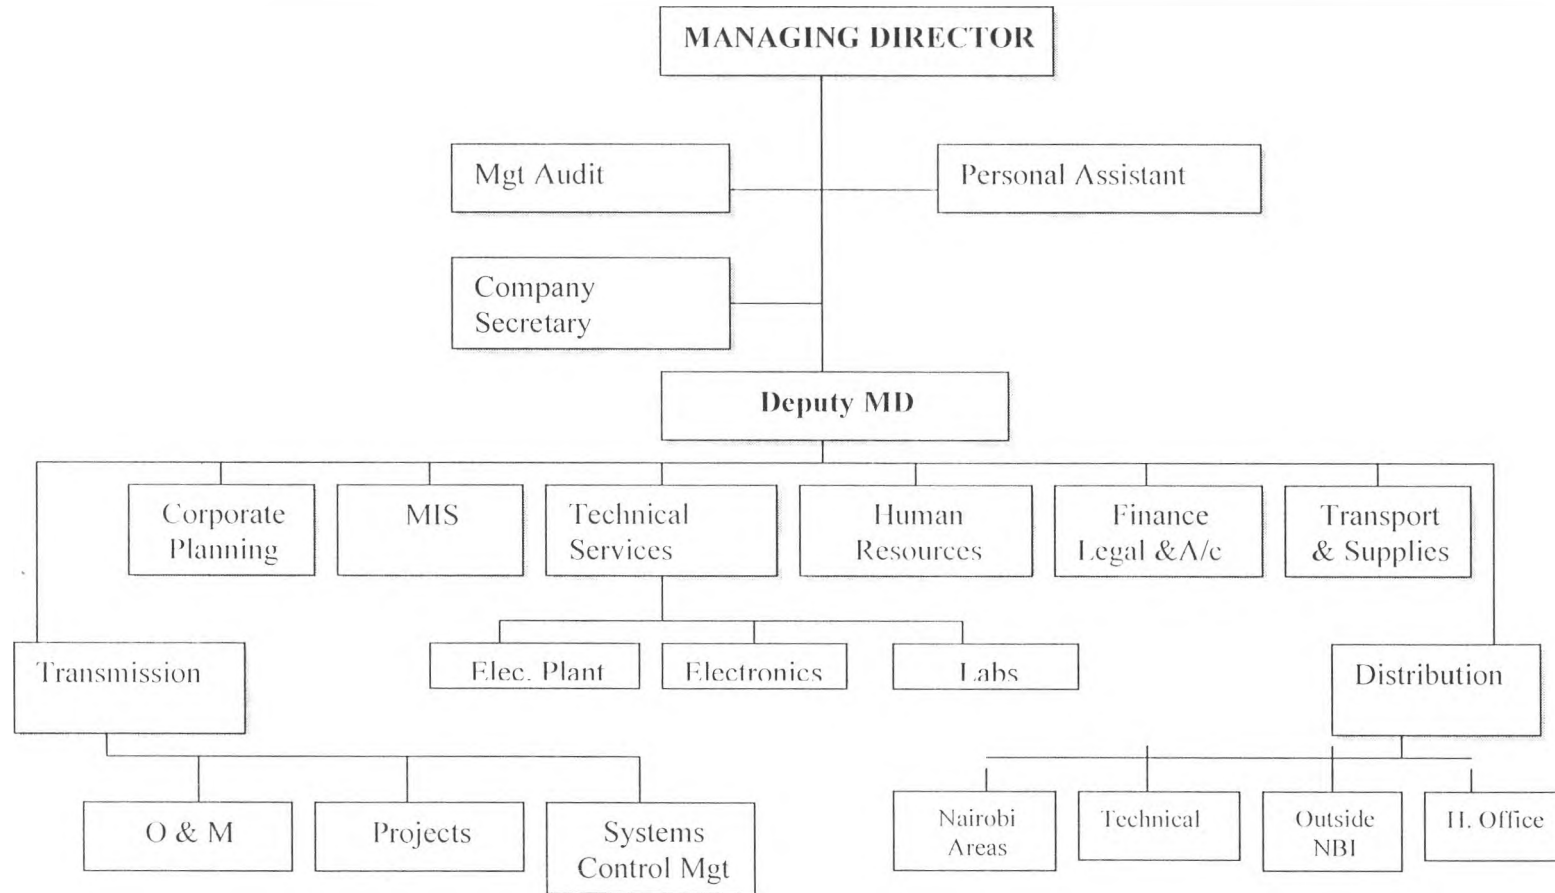 MANAGING DIRECTOR
Mgt Audit
Personal Assistant
Company
Secretary
Deputy MD
Corporate
Planning
MIS
Technical
Services
Human
Resources
Finance
Legal &A/c
Transport
& Supplies
Transmission
Elec. Plant
Electronics
Labs
Distribution
O & M
Projects
Systems
Control Mgt
Nairobi
Areas
Technical
Outside
NBI
H. Office